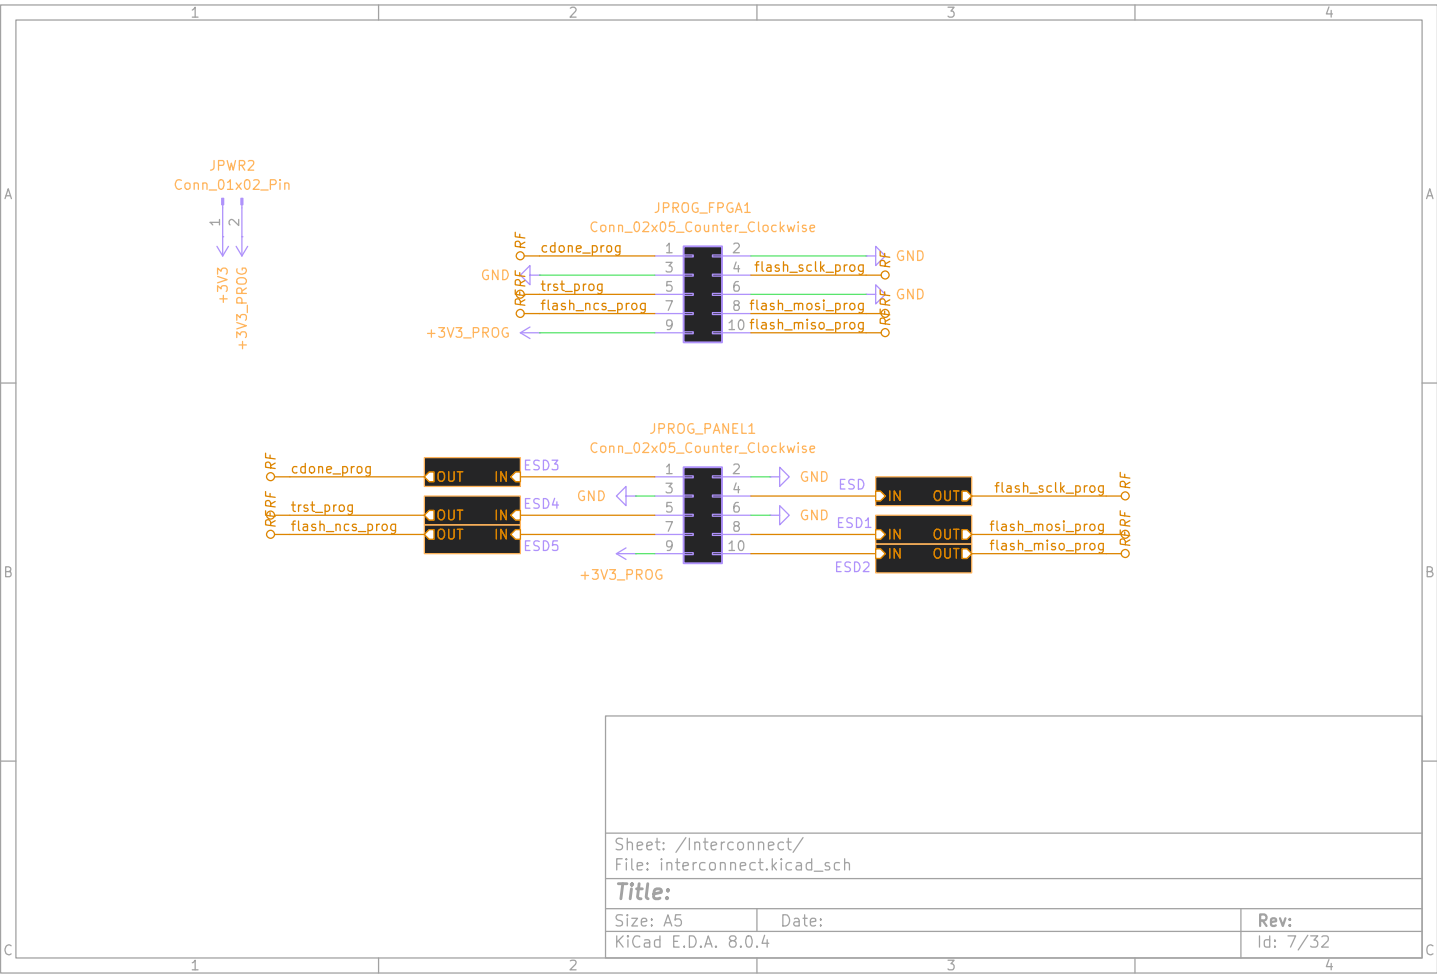 1 2 3 4
A A
JPWR2
Conn_01x02_Pin
1 2
+3V3
+3V3_PROG
JPROG_FPGA1
Conn_02x05_Counter_Clockwise
RF cdone_prog 1 2 GND
GND 3 4 flash_sclk_prog RF
RF trst_prog 5 6 GND
RF flash_ncs_prog 7 8 flash_mosi_prog RF
+3V3_PROG 9 10 flash_miso_prog RF
JPROG_PANEL1
Conn_02x05_Counter_Clockwise
RF cdone_prog OUT IN ESD3 1 2 GND
GND 3 4 ESD IN OUT flash_sclk_prog RF
RF trst_prog OUT IN ESD4 5 6 GND
RF flash_ncs_prog OUT IN ESD5 7 8 ESD1 IN OUT flash_mosi_prog RF
+3V3_PROG 9 10 ESD2 IN OUT flash_miso_prog RF
B B
Sheet: /Interconnect/
File: interconnect.kicad_sch
Title:
Size: A5 Date: Rev:
KiCad E.D.A. 8.0.4 Id: 7/32
C C
1 2 3 4